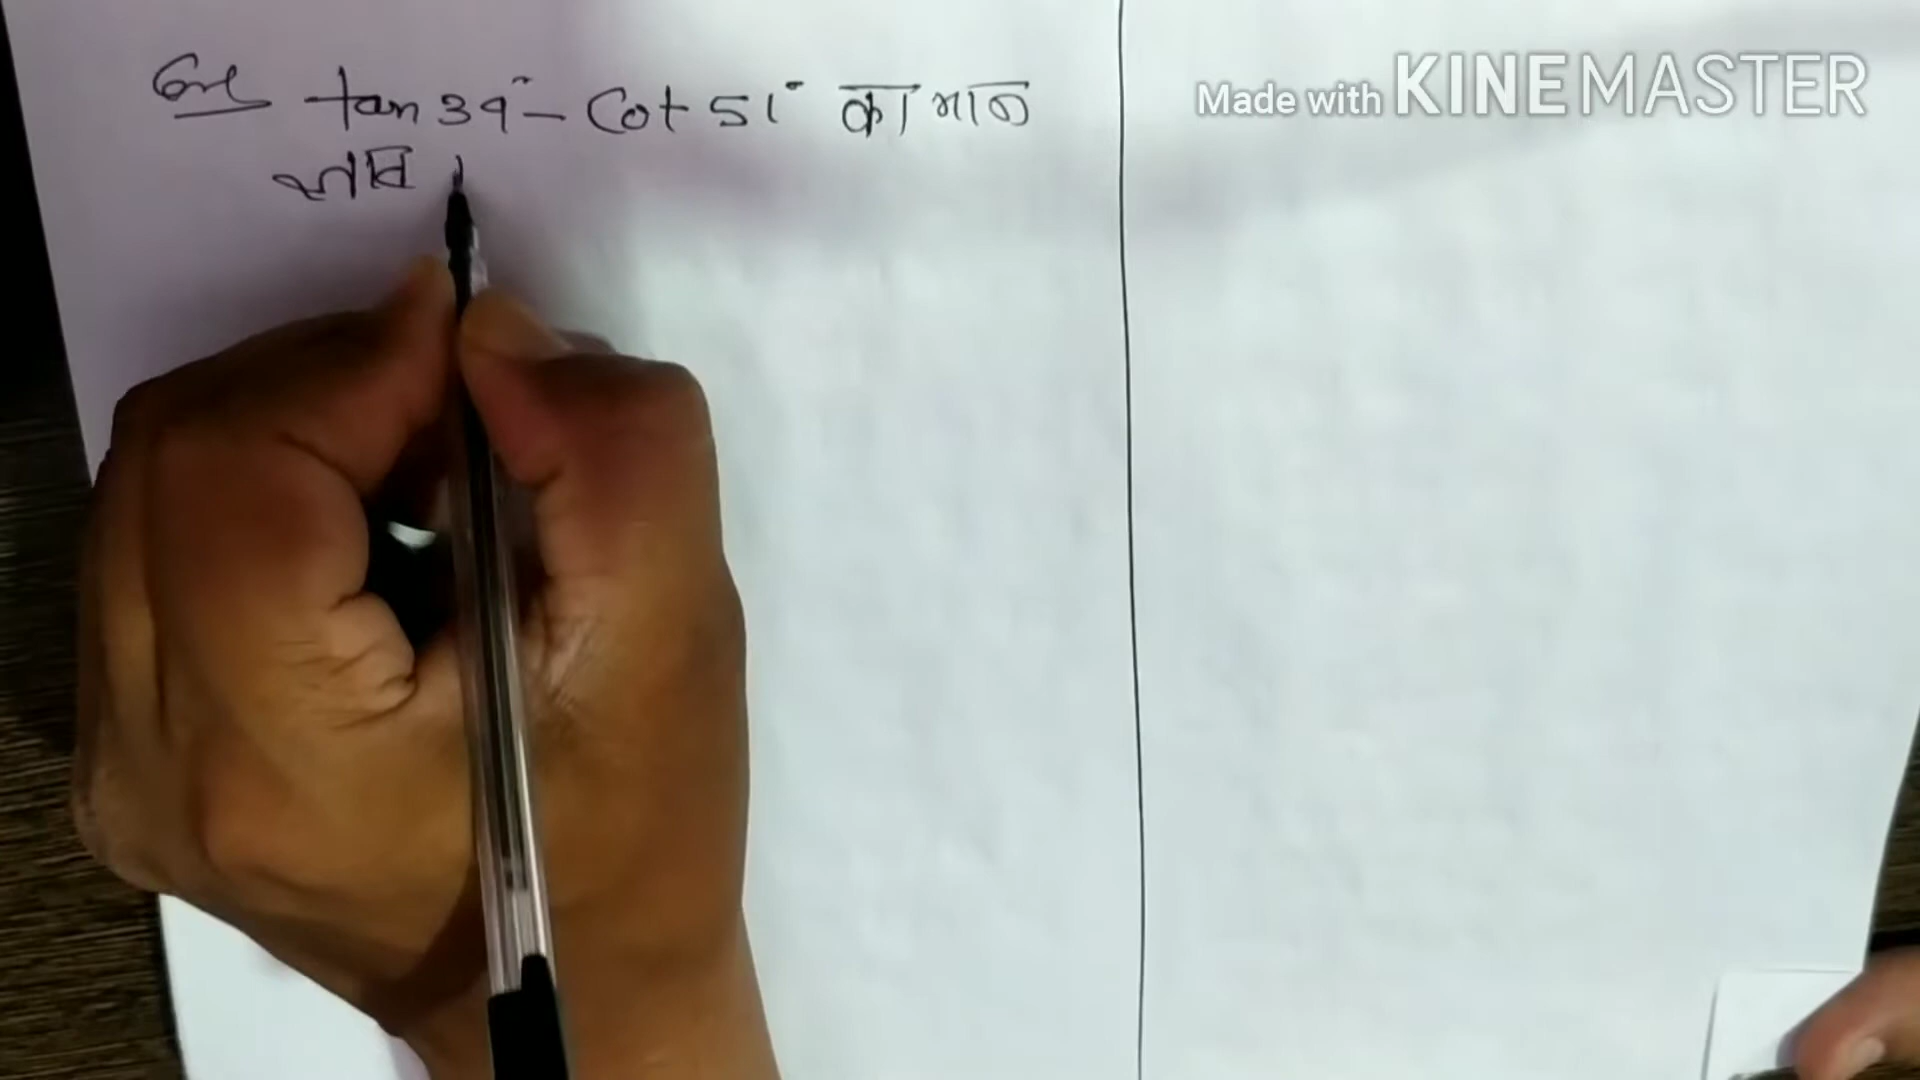 tan 39° - Cot 51° का मान
Made with KINEMASTER